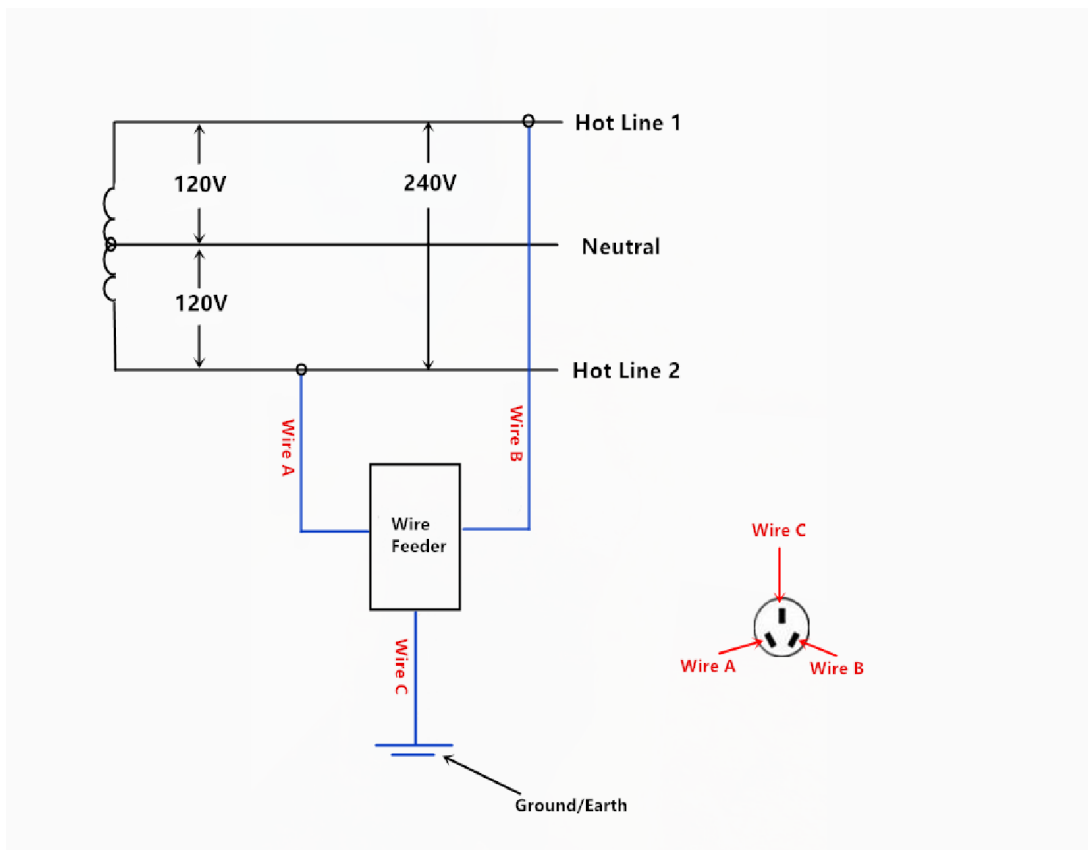 Hot Line 1
120V
240V
Neutral
120V
Hot Line 2
Wire A
Wire B
Wire
Feeder
Wire C
Wire C
Wire A
Wire B
Ground/Earth